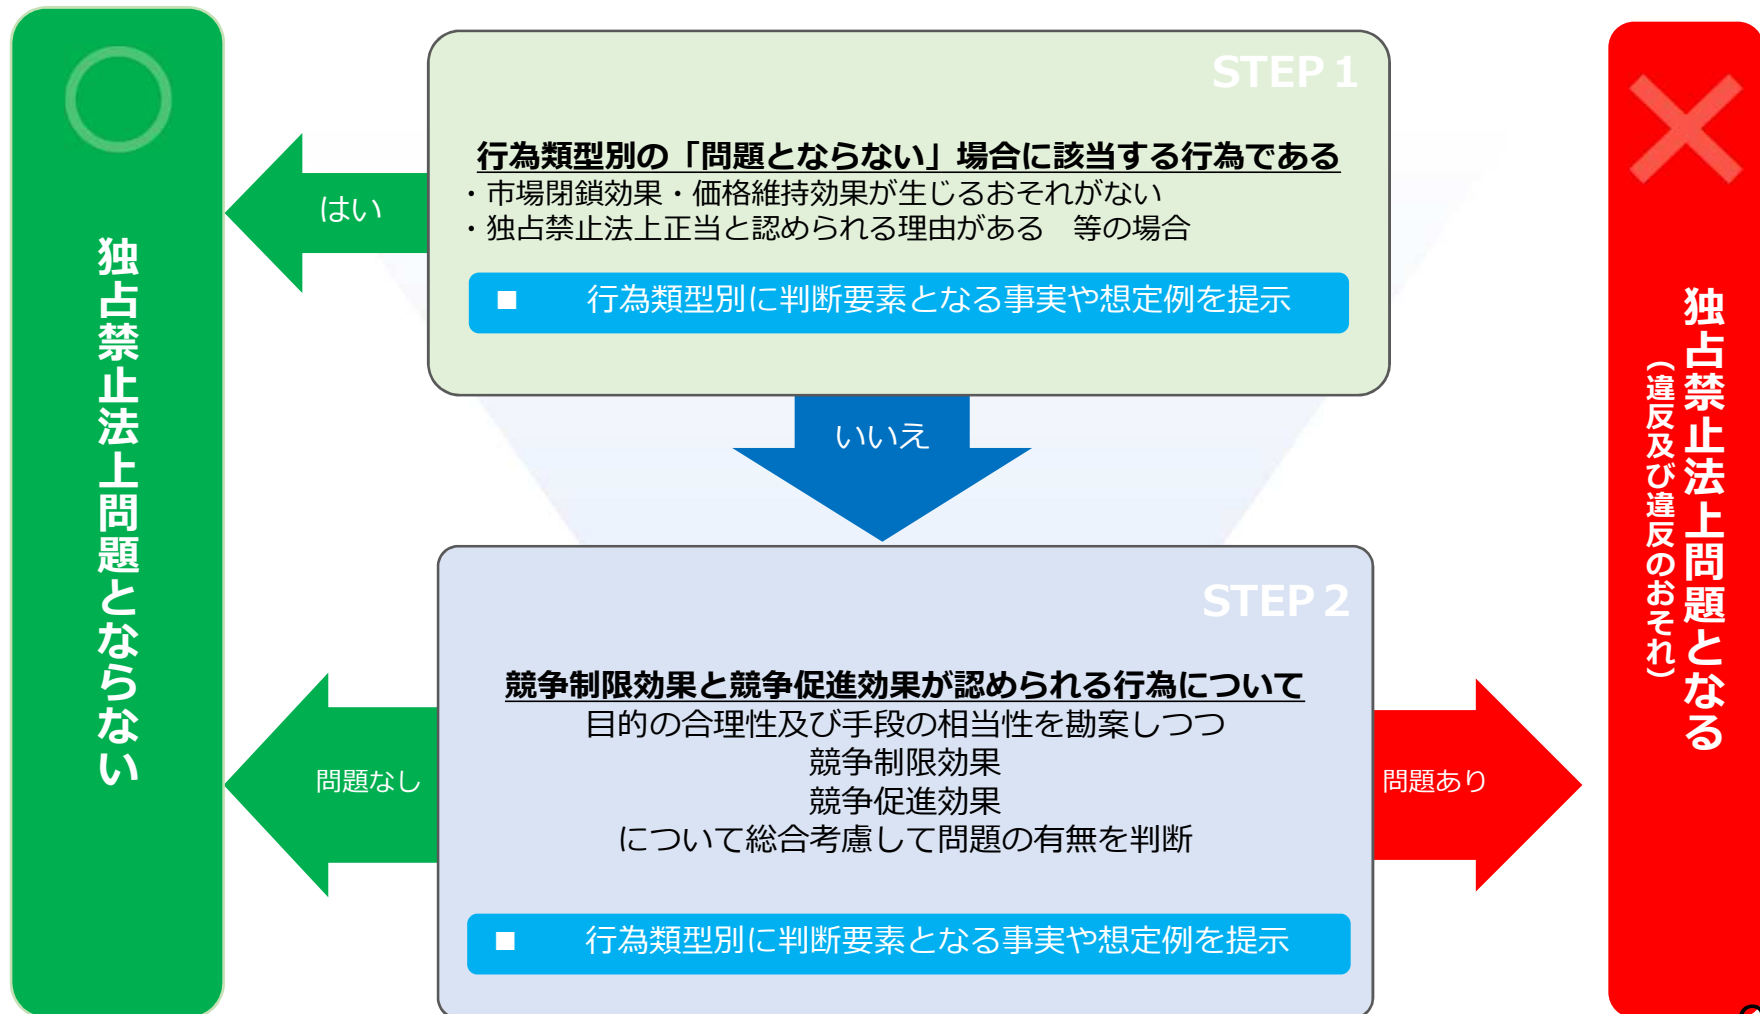 独占禁止法上問題とならない
STEP 1
行為類型別の「問題とならない」場合に該当する行為である
・市場閉鎖効果・価格維持効果が生じるおそれがない
・独占禁止法上正当と認められる理由がある　等の場合
■　行為類型別に判断要素となる事実や想定例を提示
はい
いいえ
STEP 2
競争制限効果と競争促進効果が認められる行為について
目的の合理性及び手段の相当性を勘案しつつ
競争制限効果
競争促進効果
について総合考慮して問題の有無を判断
■　行為類型別に判断要素となる事実や想定例を提示
問題なし
問題あり
独占禁止法上問題となる
（違反及び違反のおそれ）